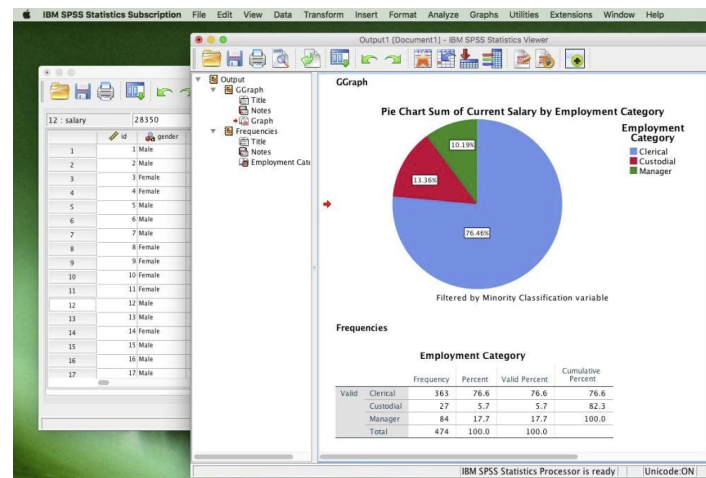 IBM SPSS Statistics Subscription File Edit View Data Transform Insert Format Analyze Graphs Utilities Extensions Window Help
Output1 [Document1] - IBM SPSS Statistics Viewer
12 : salary 28350
id gender
1 1 Male
2 2 Male
3 3 Female
4 4 Female
5 5 Male
6 6 Male
7 7 Male
8 8 Female
9 9 Female
10 10 Female
11 11 Female
12 12 Male
13 13 Male
14 14 Female
15 15 Male
16 16 Male
17 17 Male
Output
GGraph
Title
Notes
Graph
Frequencies
Title
Notes
Employment Cate
GGraph
Pie Chart Sum of Current Salary by Employment Category
Employment
Category
Clerical
Custodial
Manager
10.19%
13.36%
76.46%
Filtered by Minority Classification variable
Frequencies
Employment Category
Frequency Percent Valid Percent Cumulative
Percent
Valid Clerical 363 76.6 76.6 76.6
Custodial 27 5.7 5.7 82.3
Manager 84 17.7 17.7 100.0
Total 474 100.0 100.0
IBM SPSS Statistics Processor is ready Unicode:ON